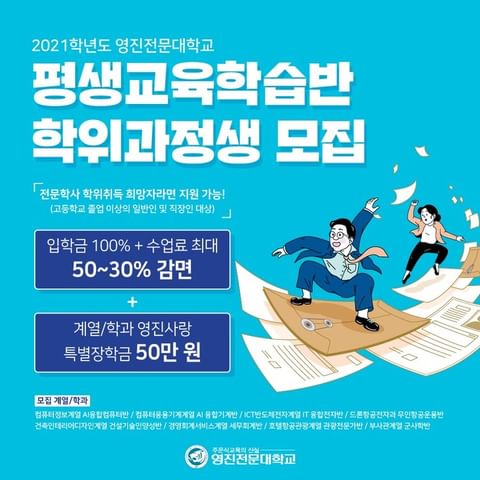 2021학년도 영진전문대학교
평생교육학습반
학위과정생 모집
「전문학사 학위취득 희망자라면 지원 가능!
(고등학교 졸업 이상의 일반인 및 직장인 대상)」
입학금 100% + 수업료 최대
50~30% 감면
+
계열/학과 영진사랑
특별장학금 50만 원
모집 계열/학과
컴퓨터정보계열 AI융합컴퓨터반 / 컴퓨터응용기계계열 AI 융합기계반 / ICT반도체전자계열 IT 융합전자반 / 드론항공전자과 무인항공운용반
건축인테리어디자인계열 건설기술인양성반 / 경영회계서비스계열 세무회계반 / 호텔항공관광계열 관광전문가반 / 부사관계열 군사학반
주문식교육의 산실
영진전문대학교